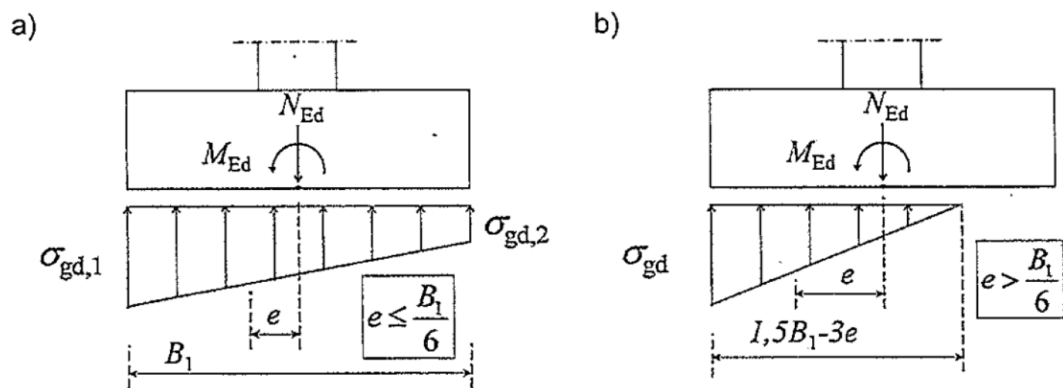 a)
N_Ed
M_Ed
σ_gd,1
σ_gd,2
e
e ≤ B_1/6
B_1
b)
N_Ed
M_Ed
σ_gd
e
e > B_1/6
1,5B_1-3e